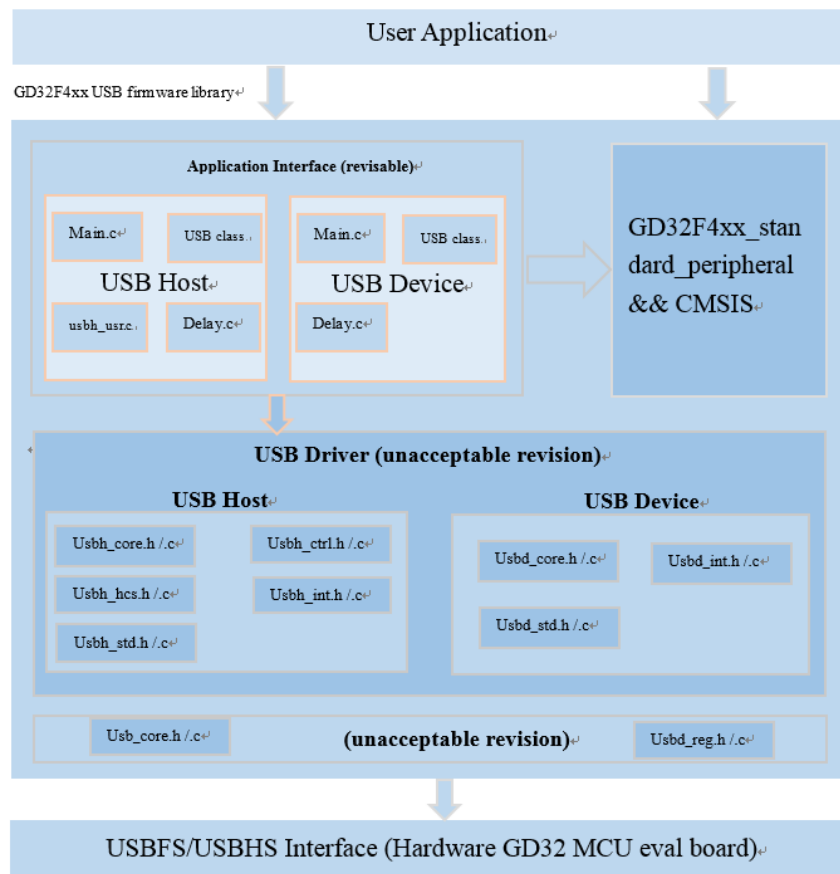 User Application
GD32F4xx USB firmware library
Application Interface (revisable)
Main.c
USB class.
USB Host
usbh_usr.c.
Delay.c
Main.c
USB class.
USB Device
Delay.c
GD32F4xx_stan
dard_peripheral
&& CMSIS
USB Driver (unacceptable revision)
USB Host
Usbh_core.h /.c
Usbh_ctrl.h /.c
Usbh_hcs.h /.c
Usbh_int.h /.c
Usbh_std.h /.c
USB Device
Usbd_core.h /.c
Usbd_int.h /.c
Usbd_std.h /.c
Usb_core.h /.c
(unacceptable revision)
Usbd_reg.h /.c
USBFS/USBHS Interface (Hardware GD32 MCU eval board)